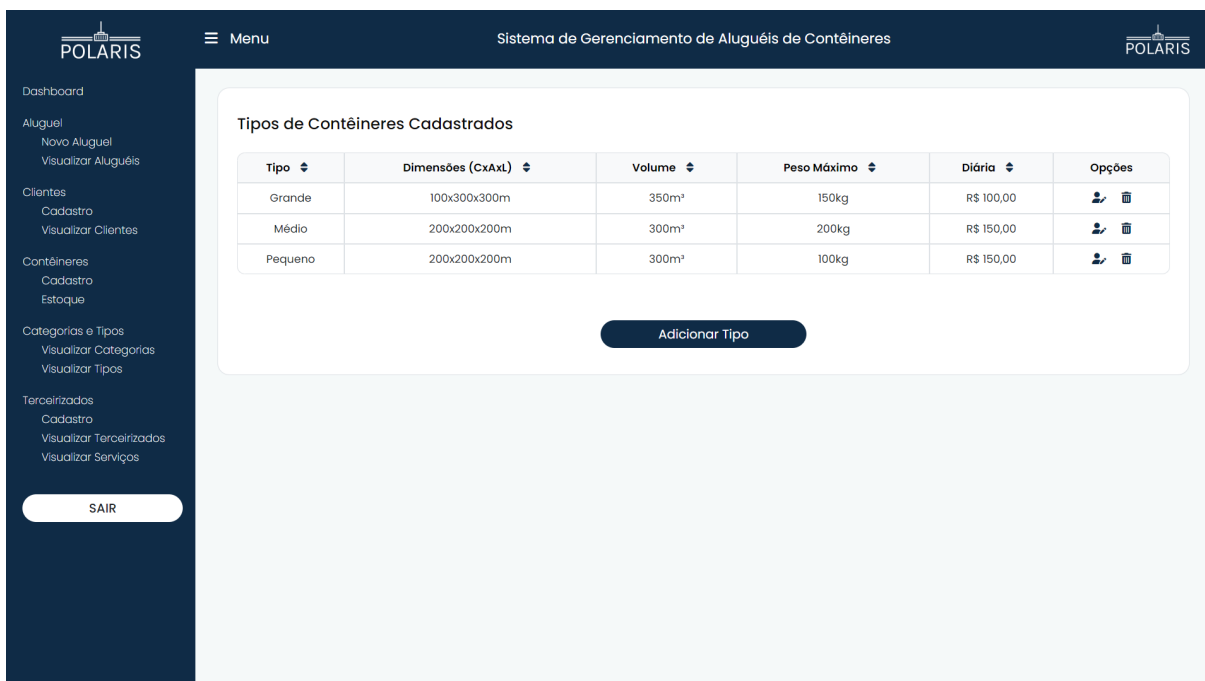 POLARIS
Menu
Sistema de Gerenciamento de Aluguéis de Contêineres
POLARIS
Dashboard
Aluguel
Novo Aluguel
Visualizar Aluguéis
Clientes
Cadastro
Visualizar Clientes
Contêineres
Cadastro
Estoque
Categorias e Tipos
Visualizar Categorias
Visualizar Tipos
Terceirizados
Cadastro
Visualizar Terceirizados
Visualizar Serviços
SAIR
Tipos de Contêineres Cadastrados
Tipo Dimensões (CxAxL) Volume Peso Máximo Diária Opções
Grande 100x300x300m 350m³ 150kg R$ 100,00
Médio 200x200x200m 300m³ 200kg R$ 150,00
Pequeno 200x200x200m 300m³ 100kg R$ 150,00
Adicionar Tipo